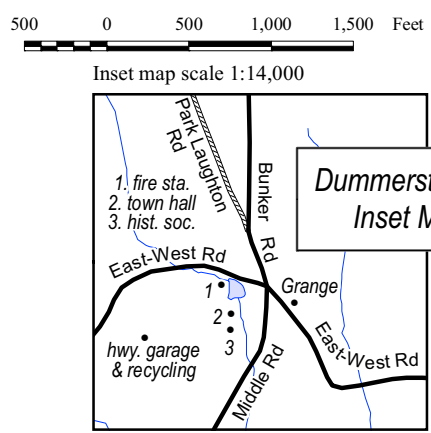 500 0 500 1,000 1,500 Feet
Inset map scale 1:14,000
Park Laughton
Rd
Bunker Rd
1. fire sta.
2. town hall
3. hist. soc.
Inset
East-West Rd
Grange
1
2
3
hwy. garage
& recycling
Middle Rd
East-West Rd